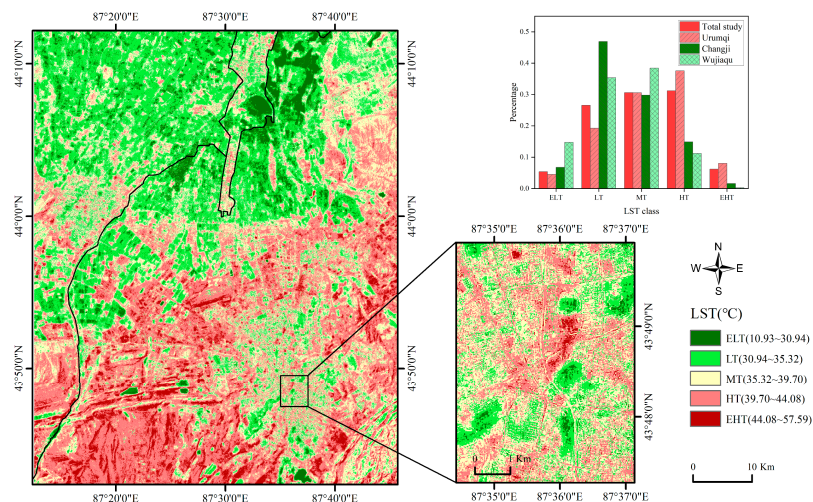 87°20'0"E 87°30'0"E 87°40'0"E
44°10'0"N
44°0'0"N
43°50'0"N
44°10'0"N
44°0'0"N
43°50'0"N
87°20'0"E 87°30'0"E 87°40'0"E
Total study
Urumqi
Changji
Wujiaqu
Percentage
0.5
0.4
0.3
0.2
0.1
0.0
ELT LT MT HT EHT
LST class
87°35'0"E 87°36'0"E 87°37'0"E
43°49'0"N
43°48'0"N
0 1 Km
87°35'0"E 87°36'0"E 87°37'0"E
N
W E
S
LST(℃)
ELT(10.93~30.94)
LT(30.94~35.32)
MT(35.32~39.70)
HT(39.70~44.08)
EHT(44.08~57.59)
0 10 Km